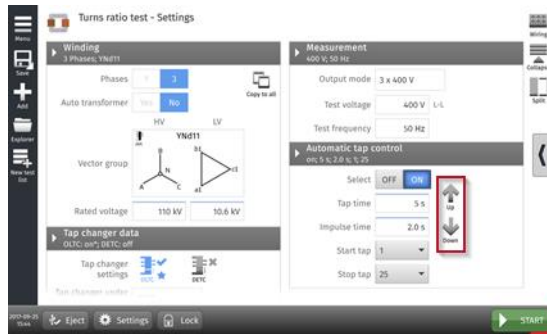 Turns ratio test - Settings
Menu
Save
Add
Explorer
New test list
Winding
3 Phases; YNd11
Phases 1 3
Copy to all
Auto transformer Yes No
HV LV
YNd11
Vector group
B
N
A C
b1
c1
a1
Rated voltage 110 kV 10.6 kV
Tap changer data
OLTC: on*; DETC: off
Tap changer settings
OLTC DETC
Measurement
400 V; 50 Hz
Output mode 3 x 400 V
Test voltage 400 V L-L
Test frequency 50 Hz
Automatic tap control
on; 5 s; 2.0 s; 1; 25
Select OFF ON
Tap time 5 s
Impulse time 2.0 s
Start tap 1
Stop tap 25
Up
Down
Wiring
Collapse
Split
2017-09-25
15:44
Eject Settings Lock
START